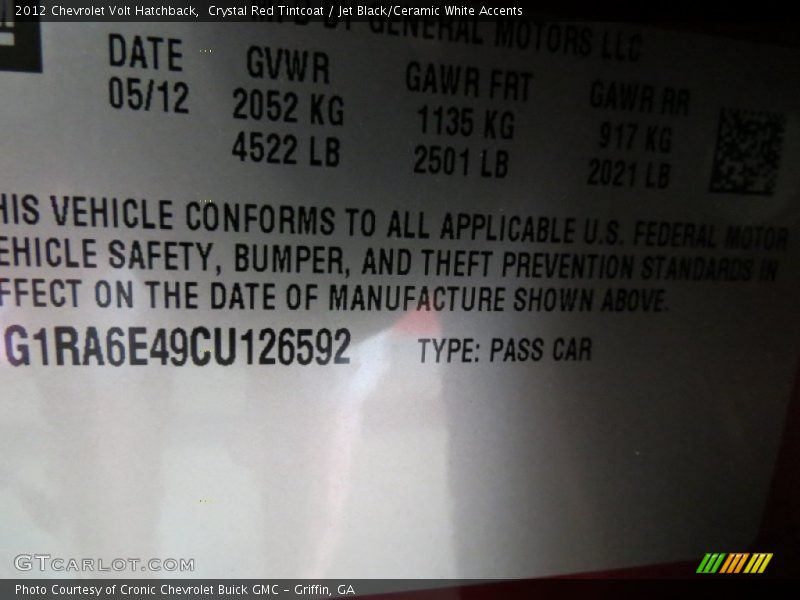 2012 Chevrolet Volt Hatchback, Crystal Red Tintcoat / Jet Black/Ceramic White Accents
MFD BY GENERAL MOTORS LLC
DATE GVWR GAWR FRT GAWR RR
05/12 2052 KG 1135 KG 917 KG
4522 LB 2501 LB 2021 LB
HIS VEHICLE CONFORMS TO ALL APPLICABLE U.S. FEDERAL MOTOR
EHICLE SAFETY, BUMPER, AND THEFT PREVENTION STANDARDS IN
FFECT ON THE DATE OF MANUFACTURE SHOWN ABOVE.
G1RA6E49CU126592 TYPE: PASS CAR
GTCARLOT.COM
Photo Courtesy of Cronic Chevrolet Buick GMC – Griffin, GA